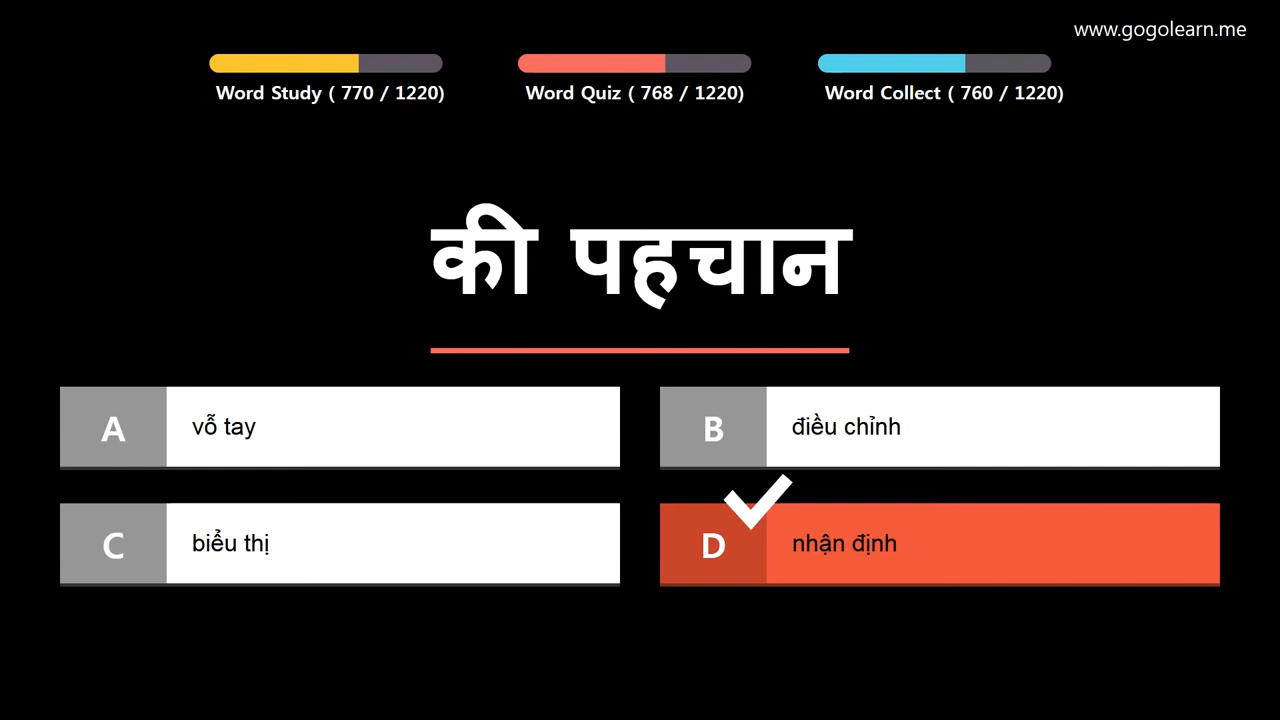 www.gogolearn.me
Word Study ( 770 / 1220)
Word Quiz ( 768 / 1220)
Word Collect ( 760 / 1220)
की पहचान
A
vỗ tay
B
điều chỉnh
C
biểu thị
D
nhận định